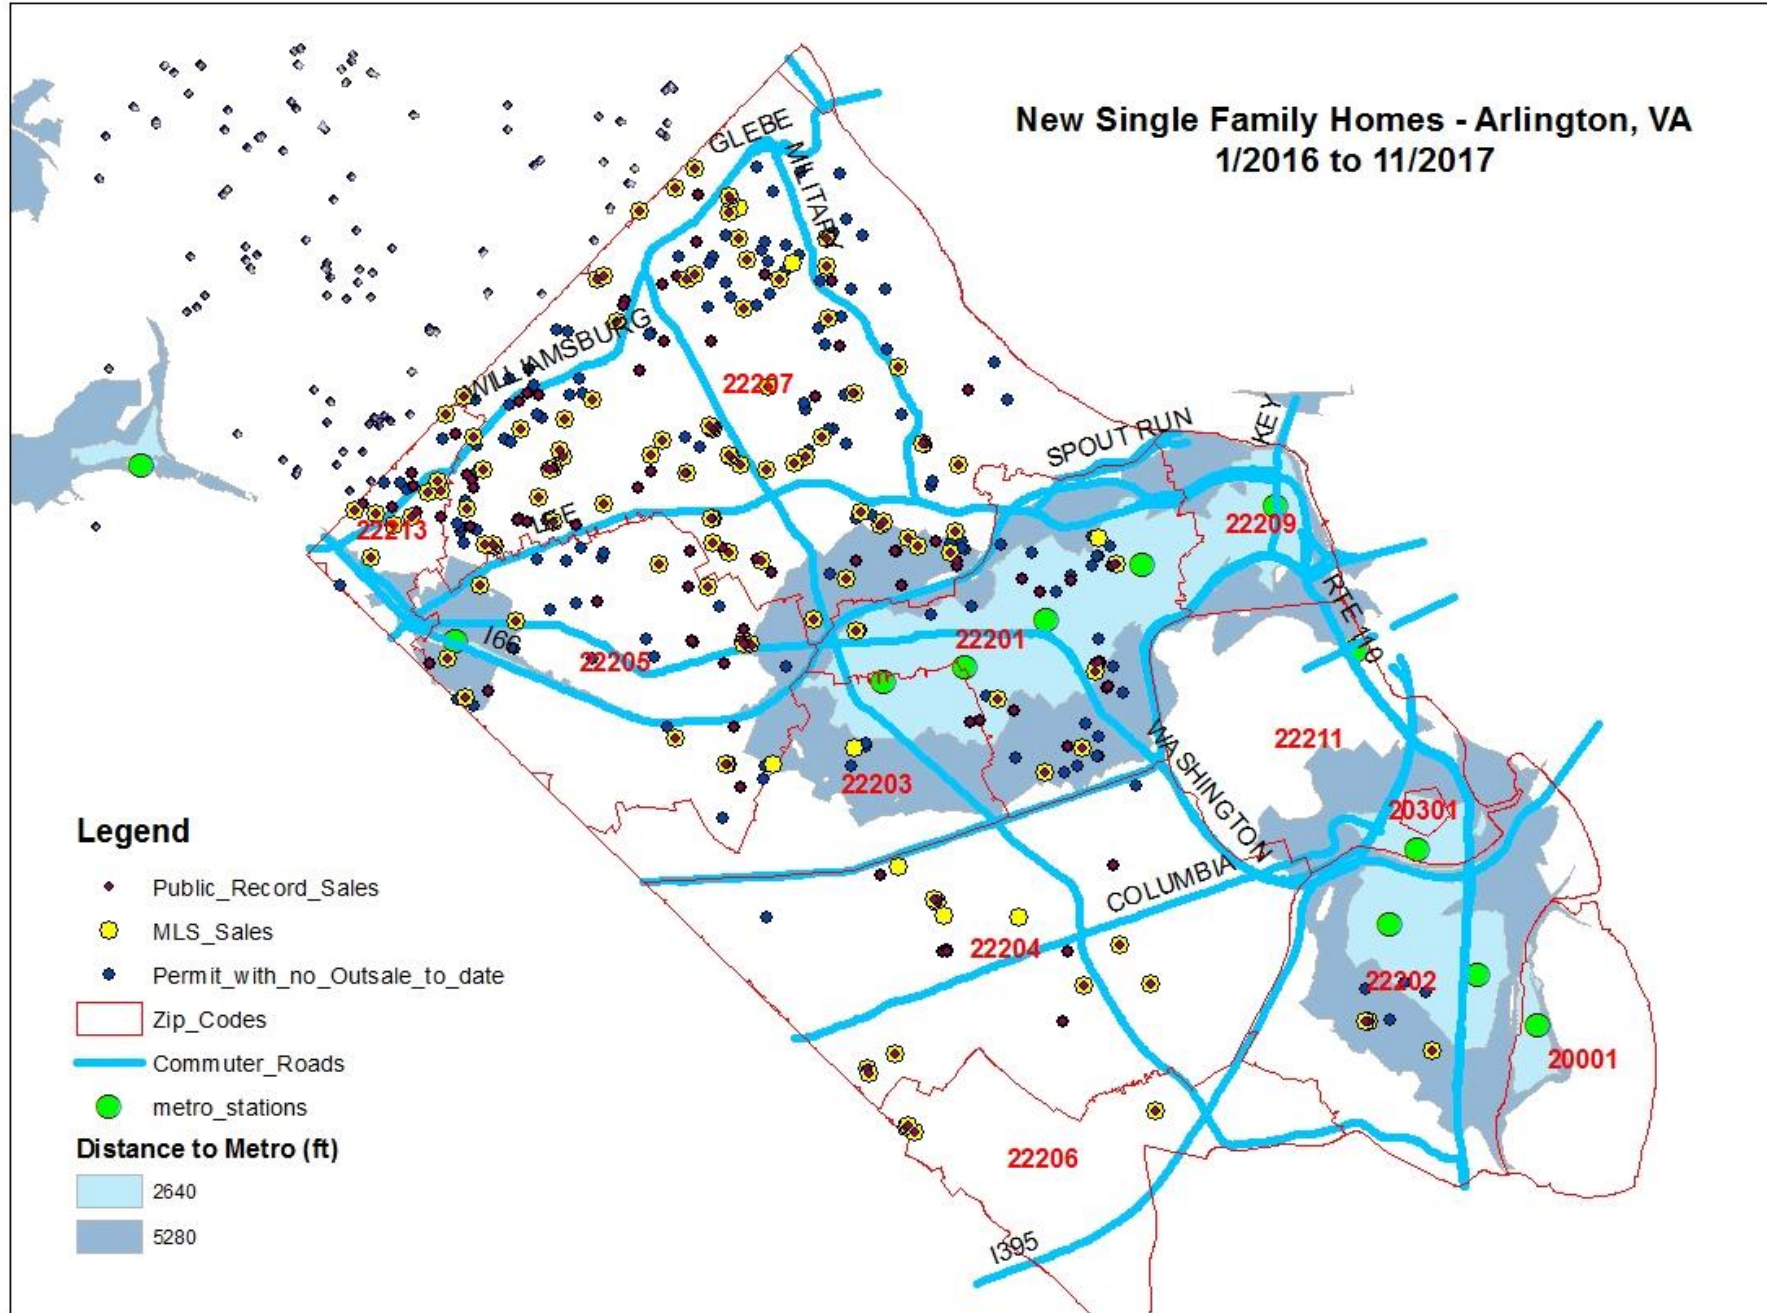 New Single Family Homes - Arlington, VA
1/2016 to 11/2017
GLEBE
MILITARY
WILLIAMSBURG
22207
SPOUT RUN
KEY
LEE
22213
22209
RTE 110
I66
22205
22201
WASHINGTON
22211
22203
20301
COLUMBIA
22204
22202
20001
22206
I395
Legend
Public_Record_Sales
MLS_Sales
Permit_with_no_Outsale_to_date
Zip_Codes
Commuter_Roads
metro_stations
Distance to Metro (ft)
2640
5280